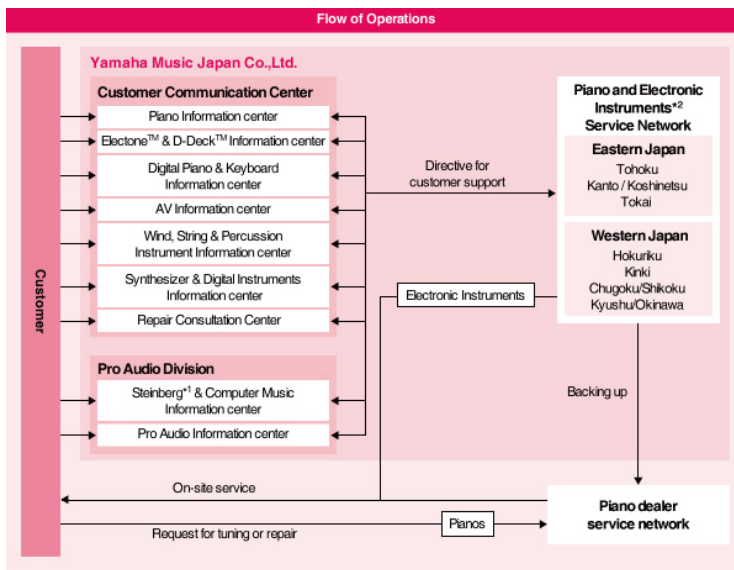 Flow of Operations
Customer
Yamaha Music Japan Co.,Ltd.
Customer Communication Center
Piano Information center
Electone™ & D-Deck™ Information center
Digital Piano & Keyboard
Information center
AV Information center
Wind, String & Percussion
Instrument Information center
Synthesizer & Digital Instruments
Information center
Repair Consultation Center
Pro Audio Division
Steinberg*1 & Computer Music
Information center
Pro Audio Information center
Directive for
customer support
Electronic Instruments
Piano and Electronic
Instruments*2
Service Network
Eastern Japan
Tohoku
Kanto / Koshinetsu
Tokai
Western Japan
Hokuriku
Kinki
Chugoku/Shikoku
Kyushu/Okinawa
Backing up
On-site service
Request for tuning or repair
Pianos
Piano dealer
service network